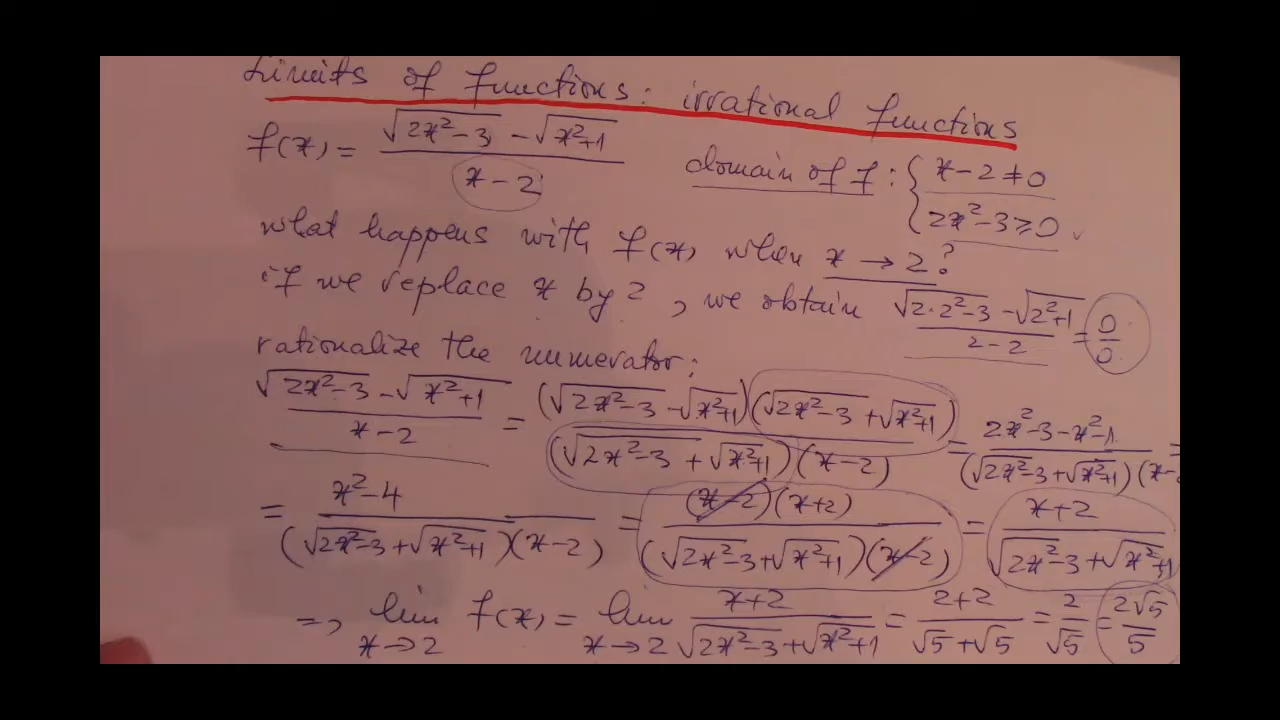 Limits of functions: irrational functions
f(x) = (√(2x²-3) - √(x²+1)) / (x-2) domain of f: { x-2≠0
2x²-3≥0
what happens with f(x) when x → 2?
if we replace x by 2, we obtain (√(2·2²-3) - √(2²+1)) / (2-2) = 0/0
rationalize the numerator:
(√(2x²-3) - √(x²+1)) / (x-2) = (√(2x²-3) - √(x²+1))(√(2x²-3) + √(x²+1)) / (√(2x²-3) + √(x²+1))(x-2) = (2x²-3-x²-1) / (√(2x²-3) + √(x²+1))(x- =
= (x²-4) / (√(2x²-3) + √(x²+1))(x-2) = (x-2)(x+2) / (√(2x²-3) + √(x²+1))(x-2) = (x+2) / (√(2x²-3) + √(x²+1))
=> lim x→2 f(x) = lim x→2 (x+2) / (√(2x²-3) + √(x²+1)) = (2+2) / (√5+√5) = 2/√5 = 2√5/5